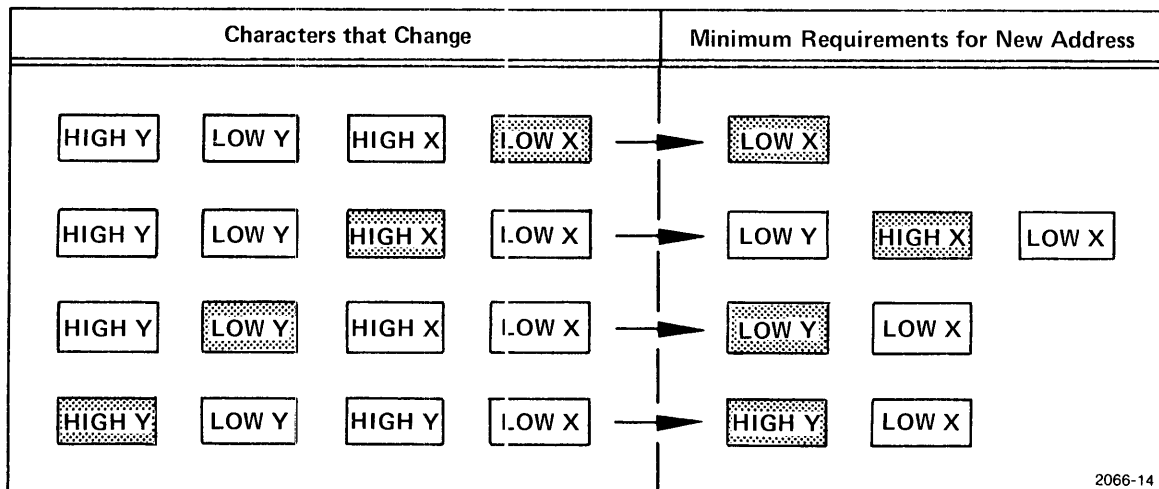 Characters that Change Minimum Requirements for New Address
HIGH Y LOW Y HIGH X LOW X LOW X
HIGH Y LOW Y HIGH X LOW X LOW Y HIGH X LOW X
HIGH Y LOW Y HIGH X LOW X LOW Y LOW X
HIGH Y LOW Y HIGH Y LOW X HIGH Y LOW X
2066-14